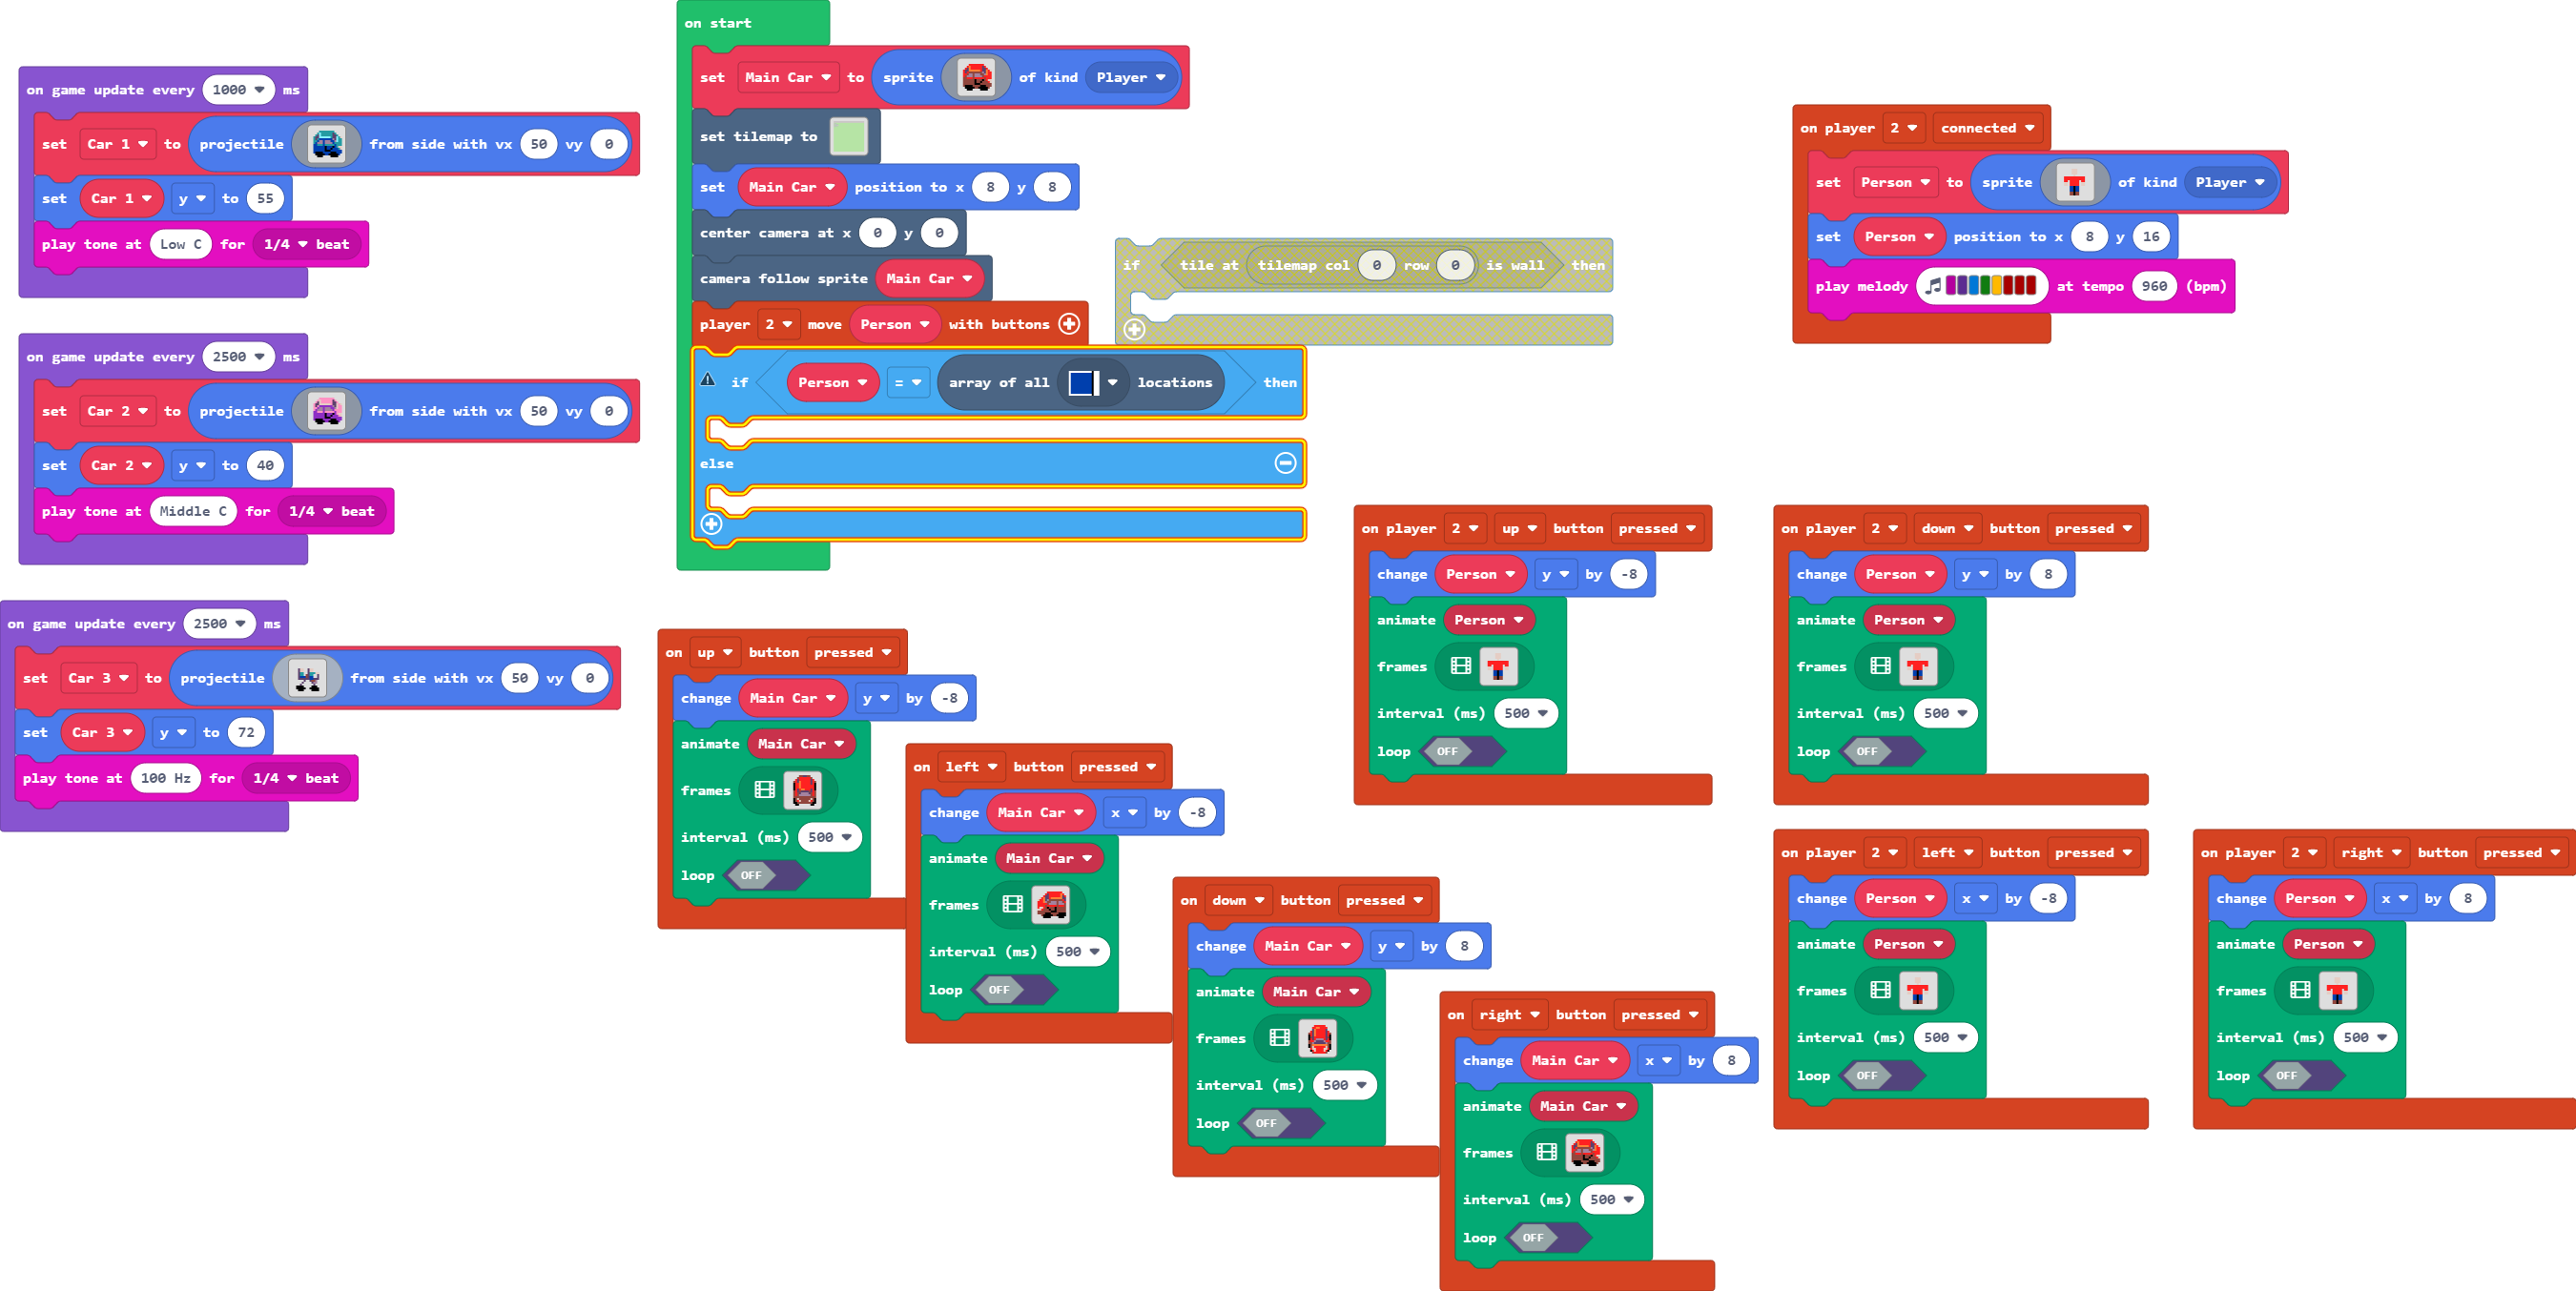 on game update every 1000 ms
set Car 1 to projectile from side with vx 50 vy 0
set Car 1 y to 55
play tone at Low C for 1/4 beat
on game update every 2500 ms
set Car 2 to projectile from side with vx 50 vy 0
set Car 2 y to 40
play tone at Middle C for 1/4 beat
on game update every 2500 ms
set Car 3 to projectile from side with vx 50 vy 0
set Car 3 y to 72
play tone at 100 Hz for 1/4 beat
on start
set Main Car to sprite of kind Player
set tilemap to
set Main Car position to x 8 y 8
center camera at x 0 y 0
camera follow sprite Main Car
player 2 move Person with buttons
if Person = array of all locations then
else
if tile at tilemap col 0 row 0 is wall then
on player 2 connected
set Person to sprite of kind Player
set Person position to x 8 y 16
play melody at tempo 960 (bpm)
on up button pressed
change Main Car y by -8
animate Main Car
frames
interval (ms) 500
loop OFF
on left button pressed
change Main Car x by -8
animate Main Car
frames
interval (ms) 500
loop OFF
on down button pressed
change Main Car y by 8
animate Main Car
frames
interval (ms) 500
loop OFF
on right button pressed
change Main Car x by 8
animate Main Car
frames
interval (ms) 500
loop OFF
on player 2 up button pressed
change Person y by -8
animate Person
frames
interval (ms) 500
loop OFF
on player 2 down button pressed
change Person y by 8
animate Person
frames
interval (ms) 500
loop OFF
on player 2 left button pressed
change Person x by -8
animate Person
frames
interval (ms) 500
loop OFF
on player 2 right button pressed
change Person x by 8
animate Person
frames
interval (ms) 500
loop OFF